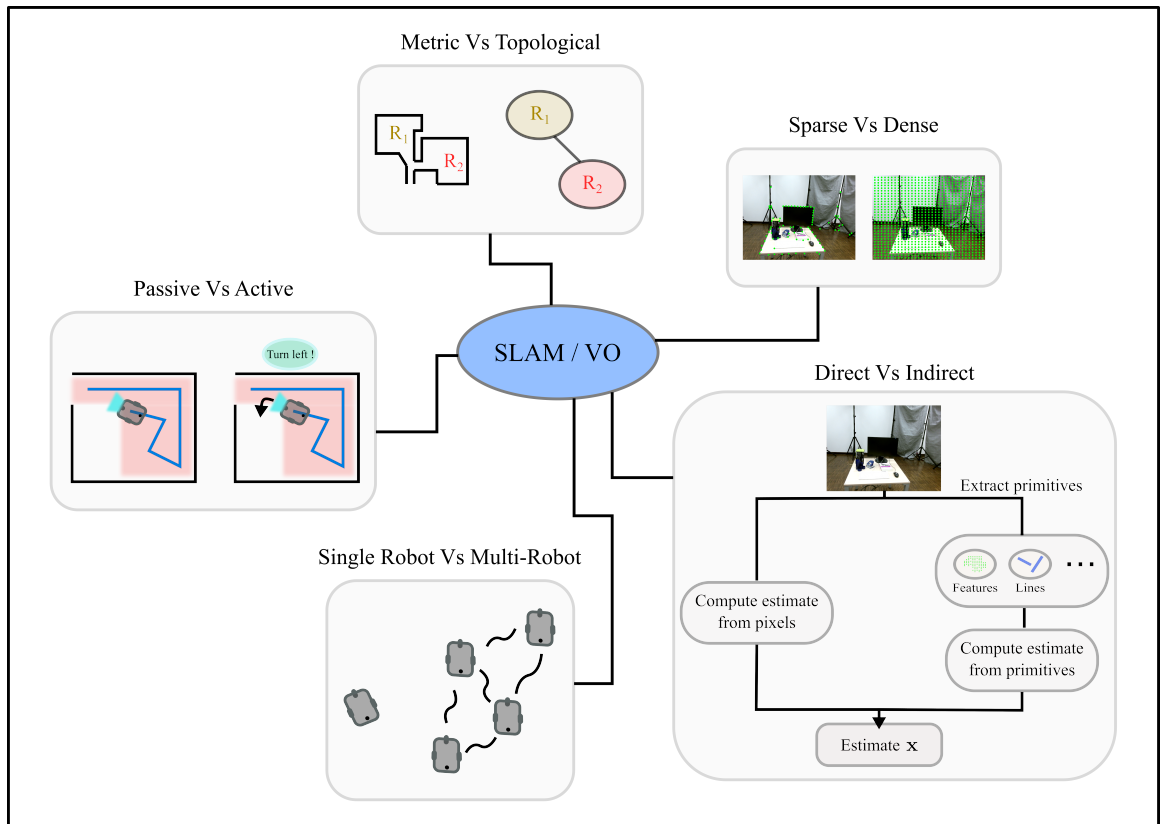 Metric Vs Topological
R1
R2
R1
R2
Sparse Vs Dense
Passive Vs Active
Turn left !
SLAM / VO
Direct Vs Indirect
Extract primitives
Features
Lines
...
Compute estimate
from pixels
Compute estimate
from primitives
Estimate x
Single Robot Vs Multi-Robot